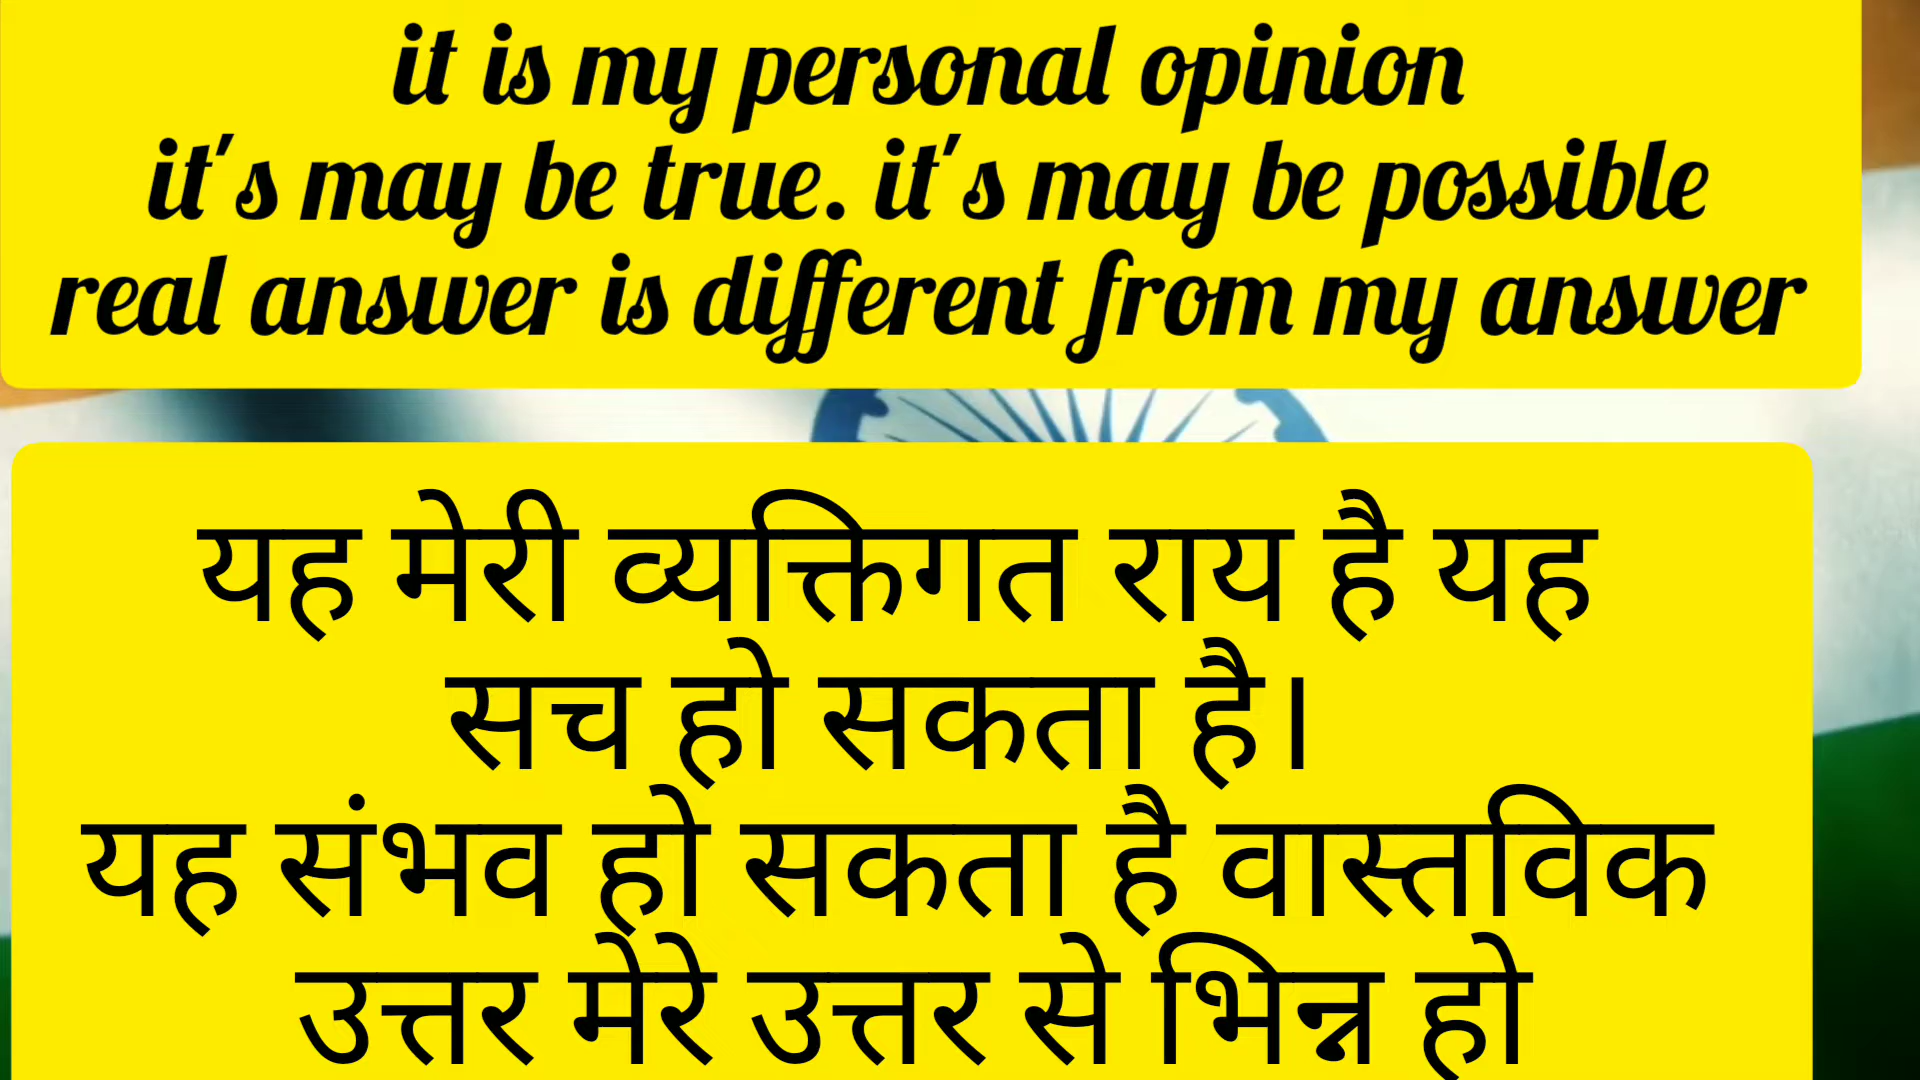 it is my personal opinion
it's may be true. it's may be possible
real answer is different from my answer
यह मेरी व्यक्तिगत राय है यह
सच हो सकता है।
यह संभव हो सकता है वास्तविक
उत्तर मेरे उत्तर से भिन्न हो